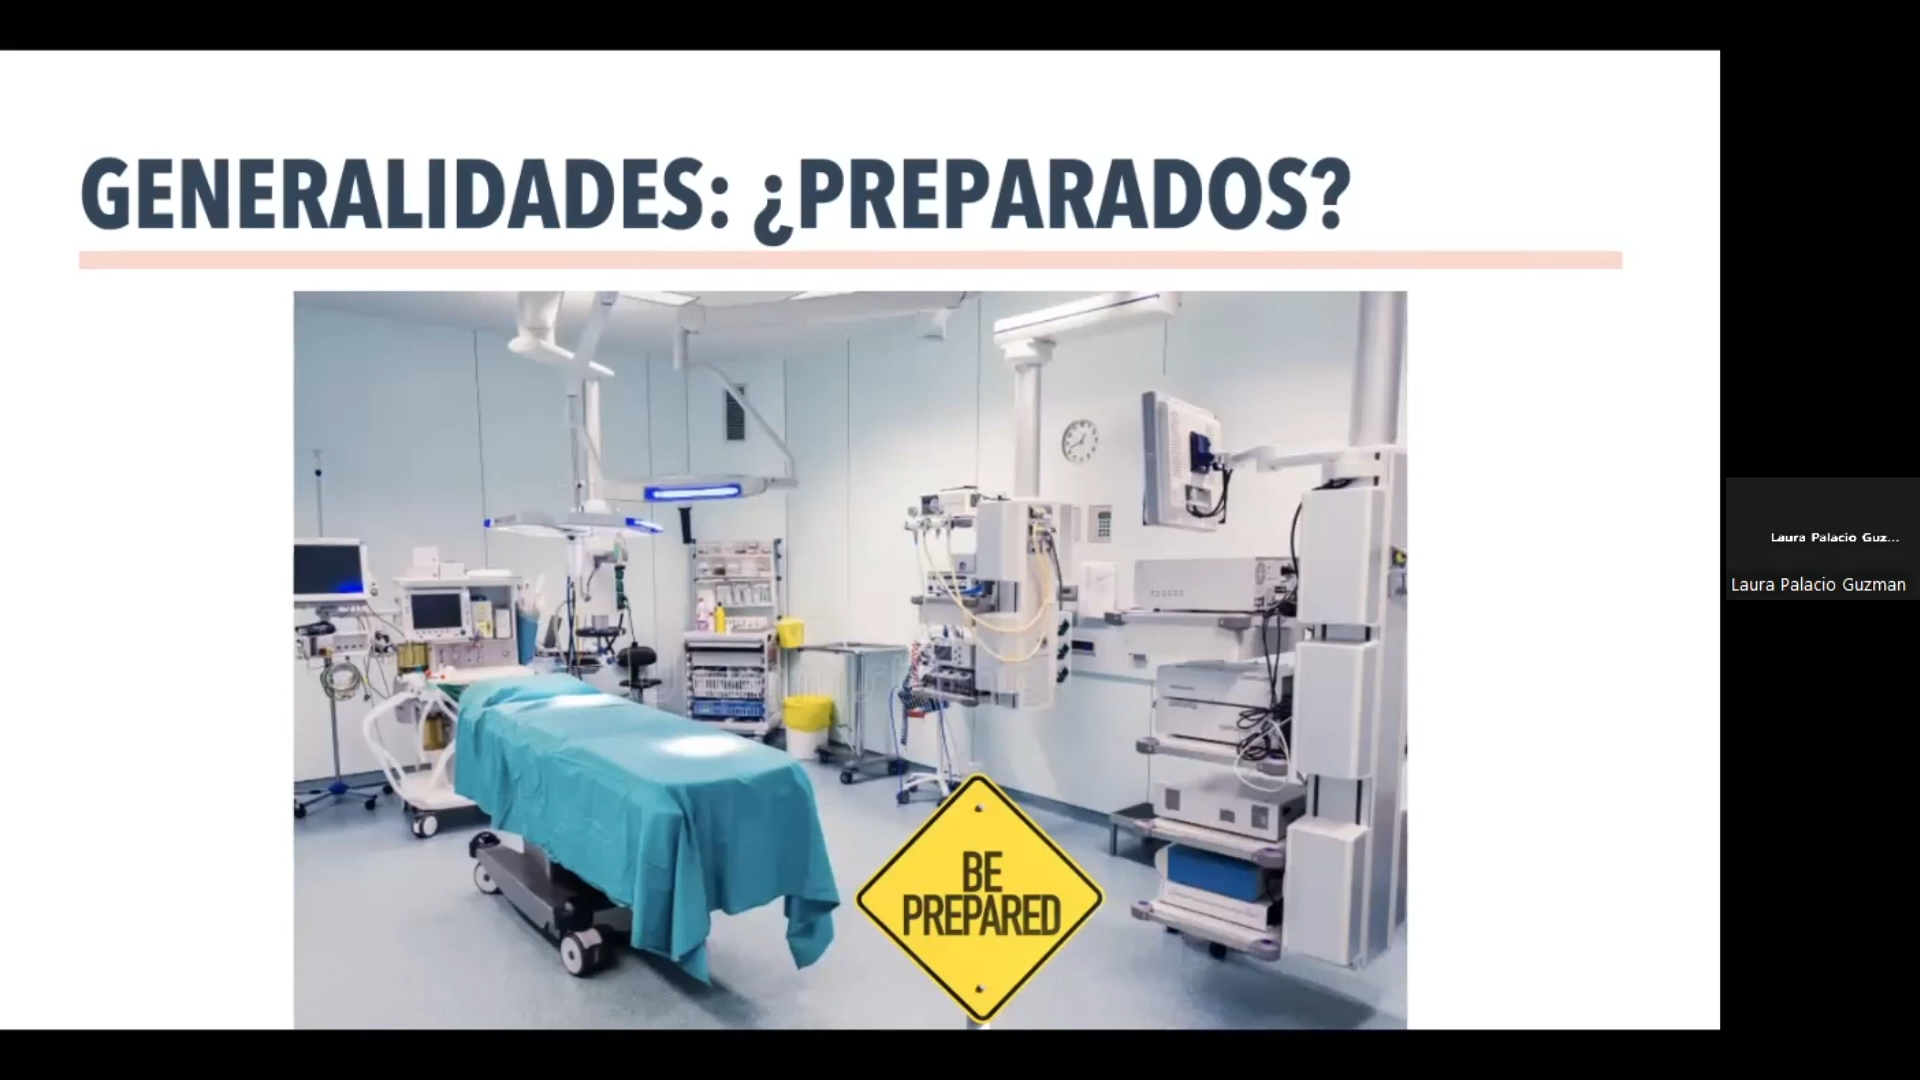 GENERALIDADES: ¿PREPARADOS?
BE
PREPARED
Laura Palacio Guz...
Laura Palacio Guzman